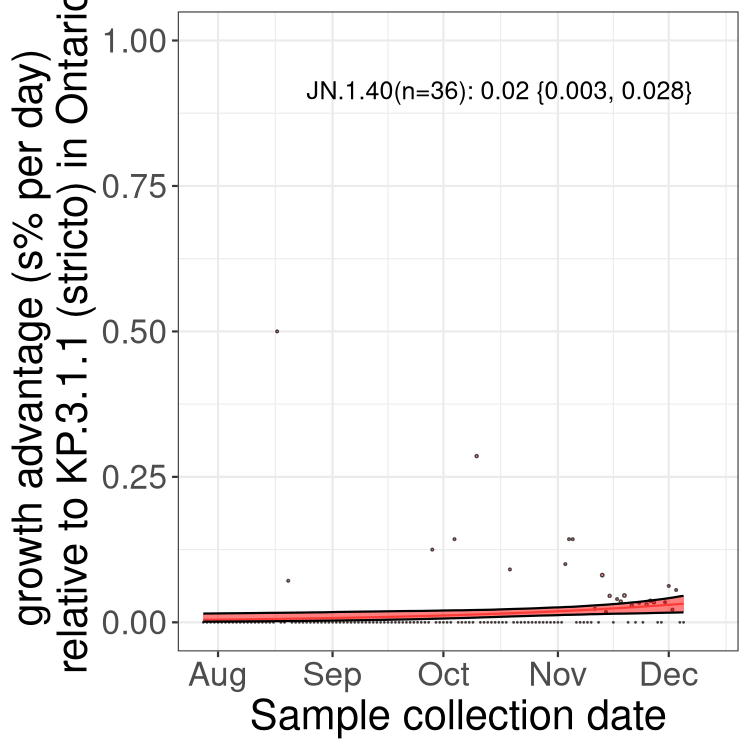 growth advantage (s% per day)
relative to KP.3.1.1 (stricto) in Ontario
1.00
0.75
0.50
0.25
0.00
JN.1.40(n=36): 0.02 {0.003, 0.028}
Aug Sep Oct Nov Dec
Sample collection date